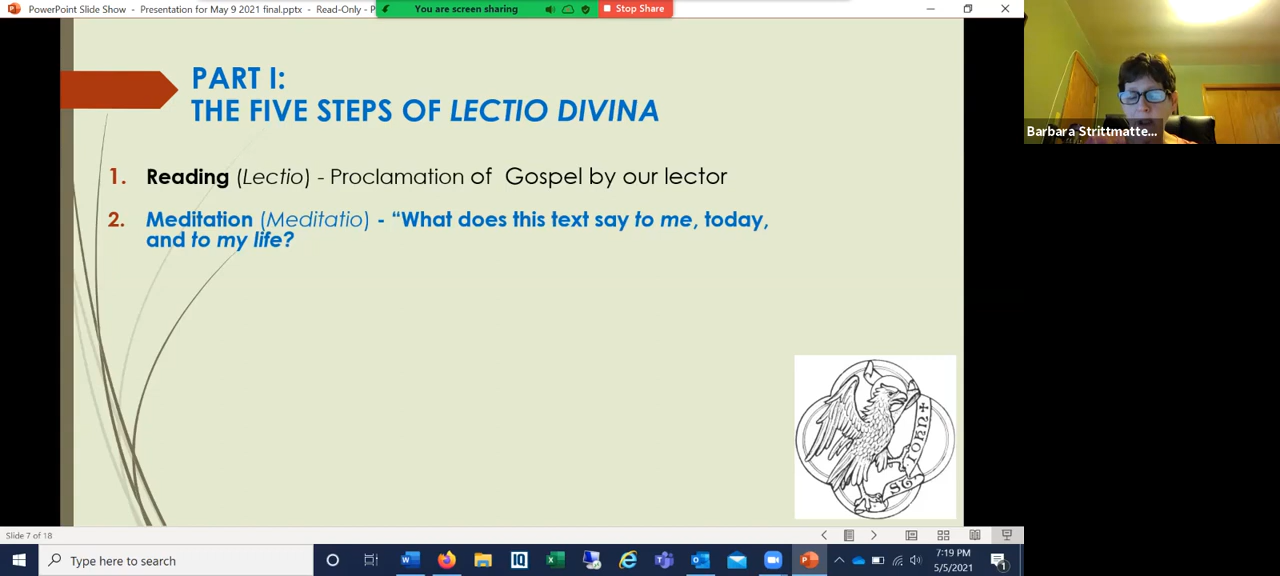 PowerPoint Slide Show - Presentation for May 9 2021 final.pptx - Read-Only - P
You are screen sharing
Stop Share
PART I:
THE FIVE STEPS OF LECTIO DIVINA
1. Reading (Lectio) - Proclamation of Gospel by our lector
2. Meditation (Meditatio) - “What does this text say to me, today,
and to my life?
Barbara Strittmatte...
IOHN
Slide 7 of 18
Type here to search
7:19 PM
5/5/2021